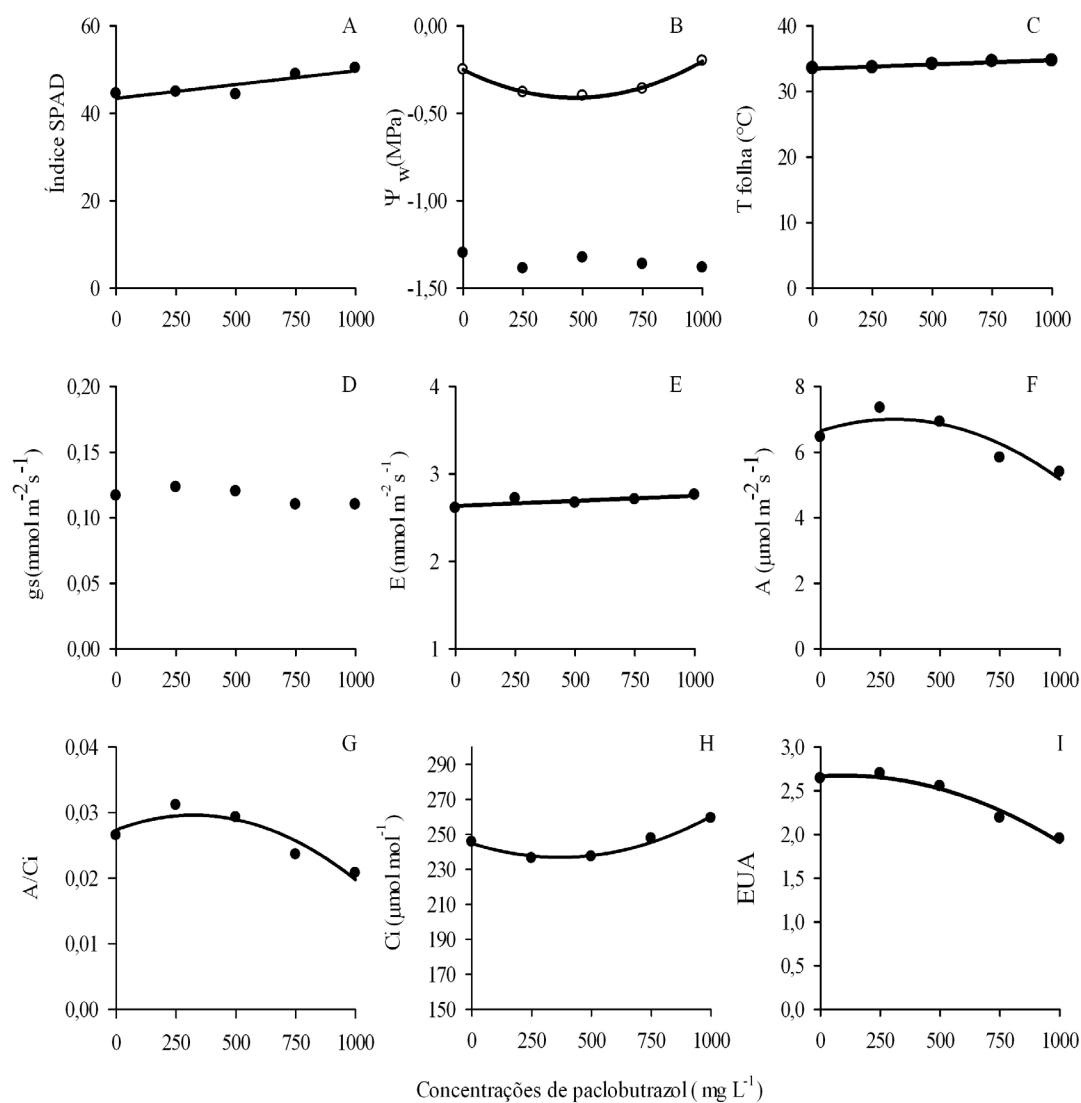 A
Índice SPAD
60
40
20
0
0 250 500 750 1000
B
Ψw(MPa)
0,00
-0,50
-1,00
-1,50
0 250 500 750 1000
C
T folha (°C)
40
30
20
10
0
0 250 500 750 1000
D
gs(mmol m⁻² s⁻¹)
0,20
0,15
0,10
0,05
0,00
0 250 500 750 1000
E
E (mmol m⁻² s⁻¹)
4
3
2
1
0 250 500 750 1000
F
A (µmol m⁻²s⁻¹)
8
6
4
2
0
0 250 500 750 1000
G
A/Ci
0,04
0,03
0,02
0,01
0,00
0 250 500 750 1000
H
Ci (µmol mol⁻¹)
290
270
250
230
210
190
170
150
0 250 500 750 1000
I
EUA
3,0
2,5
2,0
1,5
1,0
0,5
0,0
0 250 500 750 1000
Concentrações de paclobutrazol ( mg L⁻¹)